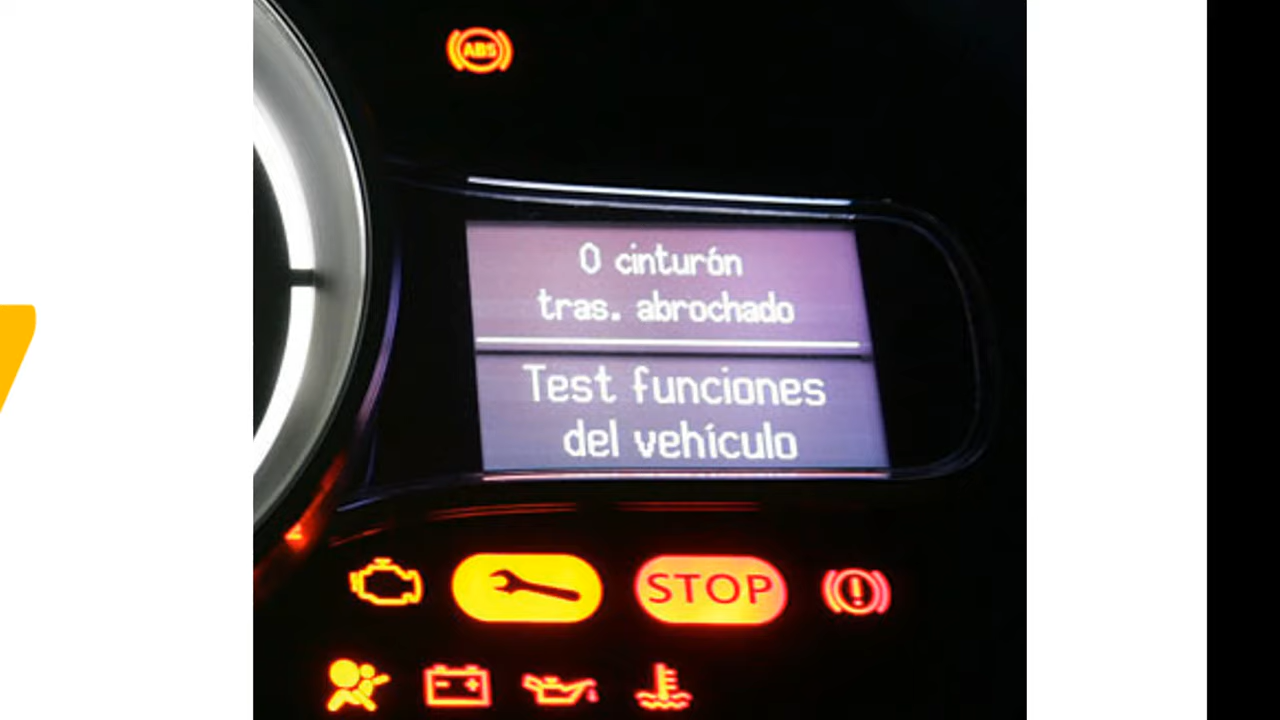 ABS
0 cinturón
tras. abrochado
Test funciones
del vehículo
STOP